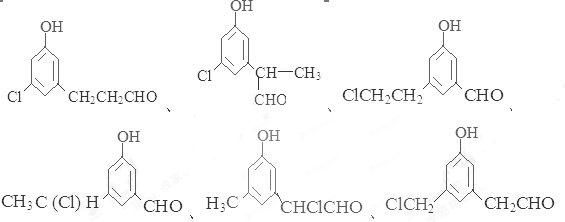 OH
Cl CH2CH2CHO 、
OH
Cl CH—CH3
CHO 、
OH
ClCH2CH2 CHO 、
OH
CH3C(Cl)H CHO 、
OH
H3C CHClCHO 、
OH
ClCH2 CH2CHO